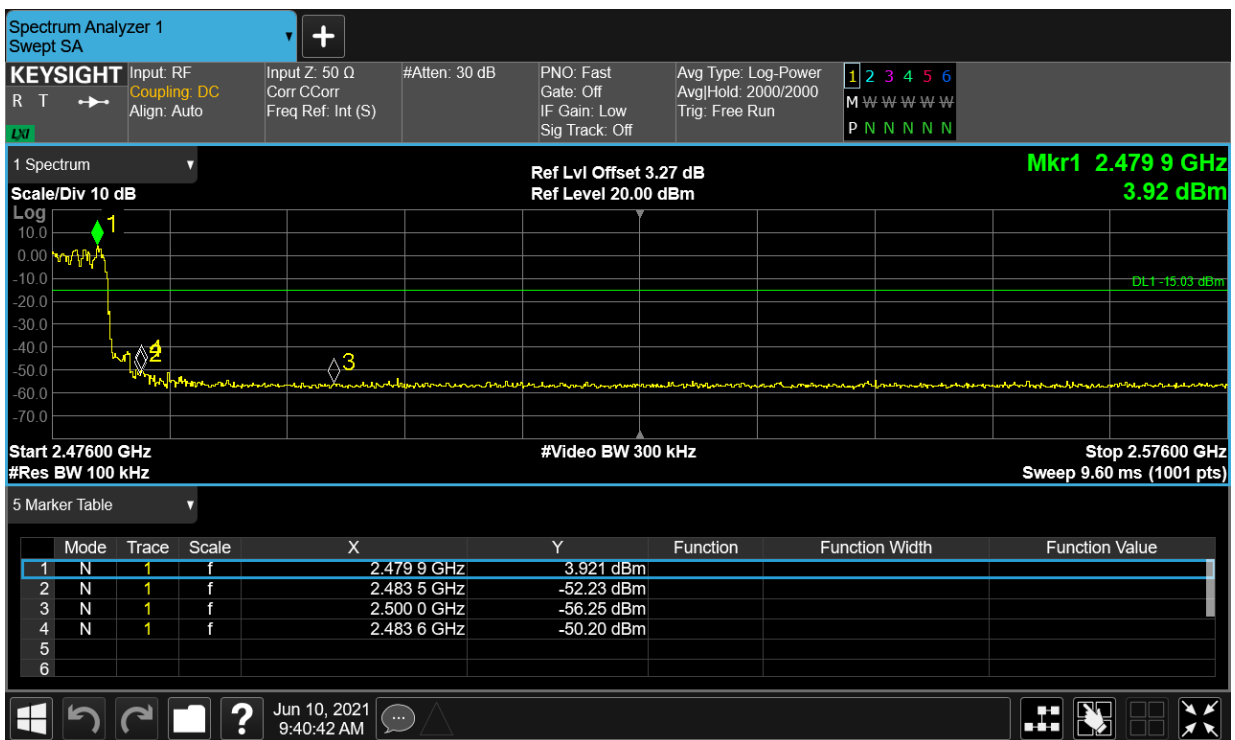 Spectrum Analyzer 1
Swept SA
KEYSIGHT
R T
LXI
Input: RF
Coupling: DC
Align: Auto
Input Z: 50 Ω
Corr CCorr
Freq Ref: Int (S)
#Atten: 30 dB
PNO: Fast
Gate: Off
IF Gain: Low
Sig Track: Off
Avg Type: Log-Power
Avg|Hold: 2000/2000
Trig: Free Run
1 2 3 4 5 6
M W W W W W
P N N N N N
1 Spectrum
Scale/Div 10 dB
Ref Lvl Offset 3.27 dB
Ref Level 20.00 dBm
Mkr1 2.479 9 GHz
3.92 dBm
Log
10.0
0.00
-10.0
-20.0
-30.0
-40.0
-50.0
-60.0
-70.0
1
3
DL1 -15.03 dBm
Start 2.47600 GHz
#Video BW 300 kHz
Stop 2.57600 GHz
#Res BW 100 kHz
Sweep 9.60 ms (1001 pts)
5 Marker Table
Mode Trace Scale X Y Function Function Width Function Value
1 N 1 f 2.479 9 GHz 3.921 dBm
2 N 1 f 2.483 5 GHz -52.23 dBm
3 N 1 f 2.500 0 GHz -56.25 dBm
4 N 1 f 2.483 6 GHz -50.20 dBm
5
6
?
Jun 10, 2021
9:40:42 AM